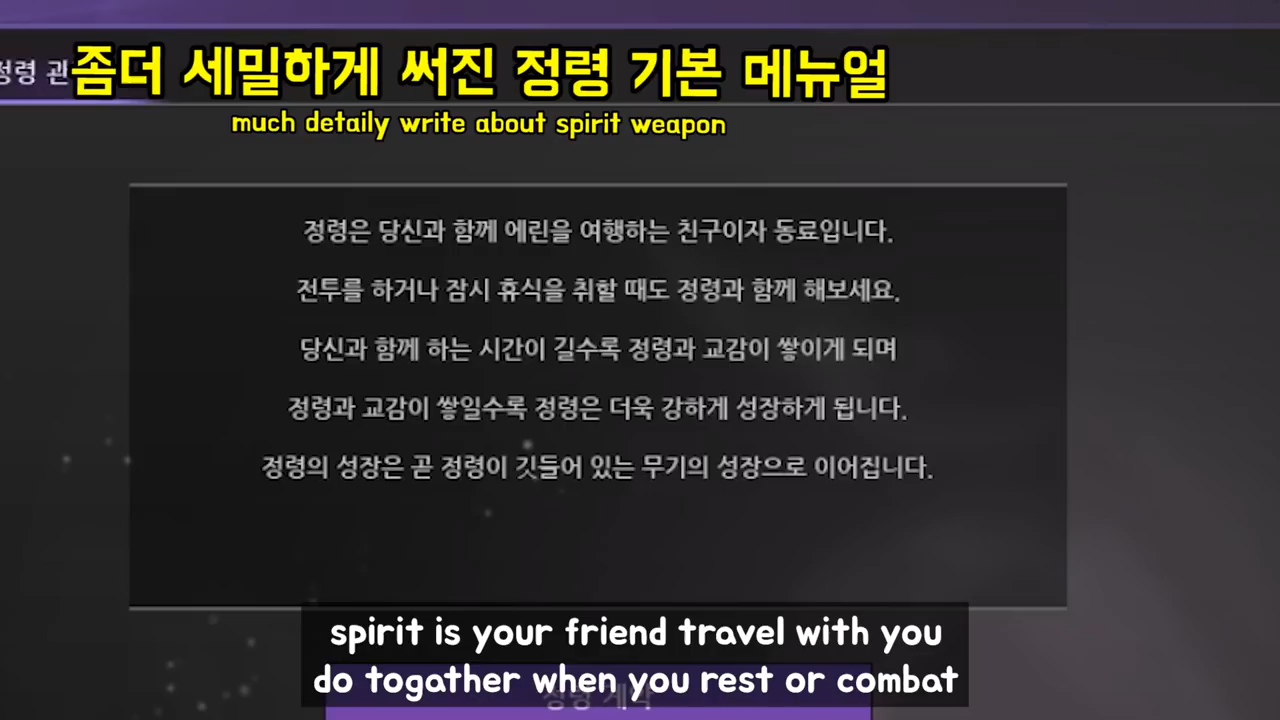 정령 관
좀더 세밀하게 써진 정령 기본 메뉴얼
much detaily write about spirit weapon
정령은 당신과 함께 에린을 여행하는 친구이자 동료입니다.
전투를 하거나 잠시 휴식을 취할 때도 정령과 함께 해보세요.
당신과 함께 하는 시간이 길수록 정령과 교감이 쌓이게 되며
정령과 교감이 쌓일수록 정령은 더욱 강하게 성장하게 됩니다.
정령의 성장은 곧 정령이 깃들어 있는 무기의 성장으로 이어집니다.
spirit is your friend travel with you
do togather when you rest or combat